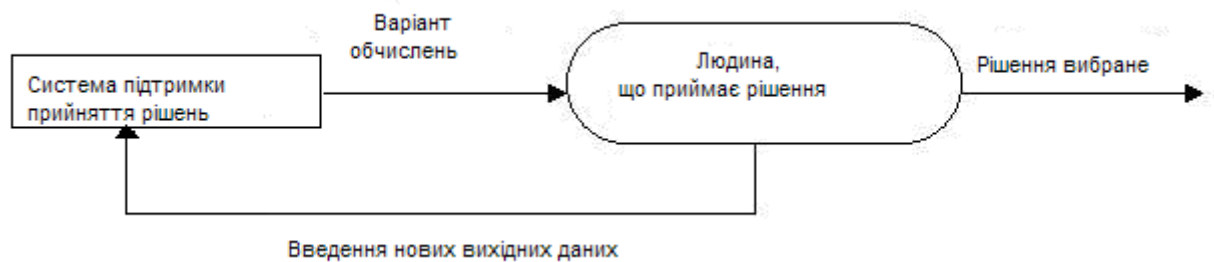 Варіант
обчислень
Система підтримки
прийняття рішень
Людина,
що приймає рішення
Рішення вибране
Введення нових вихідних даних